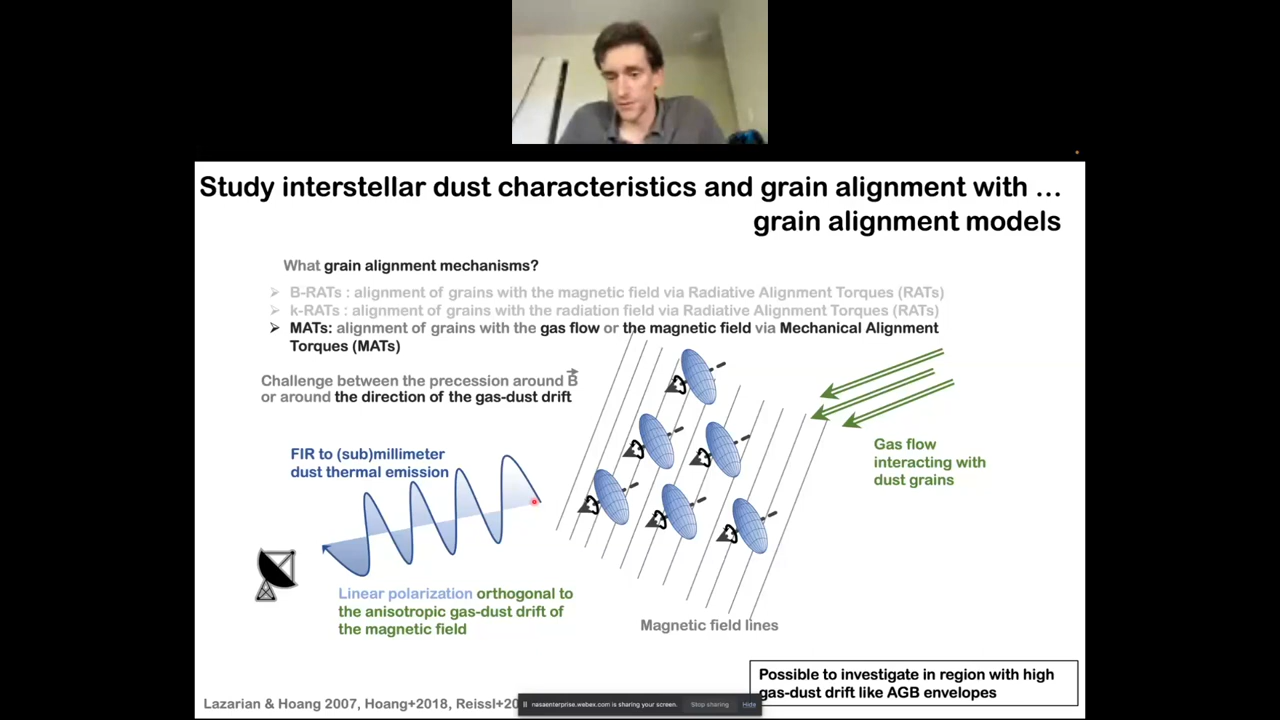 Study interstellar dust characteristics and grain alignment with …
grain alignment models
What grain alignment mechanisms?
➢ B-RATs : alignment of grains with the magnetic field via Radiative Alignment Torques (RATs)
➢ k-RATs : alignment of grains with the radiation field via Radiative Alignment Torques (RATs)
➢ MATs: alignment of grains with the gas flow or the magnetic field via Mechanical Alignment
Torques (MATs)
Challenge between the precession around B⃗
or around the direction of the gas-dust drift
FIR to (sub)millimeter
dust thermal emission
Gas flow
interacting with
dust grains
Linear polarization orthogonal to
the anisotropic gas-dust drift of
the magnetic field
Magnetic field lines
Possible to investigate in region with high
gas-dust drift like AGB envelopes
Lazarian & Hoang 2007, Hoang+2018, Reissl+20
nasaenterprise.webex.com is sharing your screen.
Stop sharing
Hide